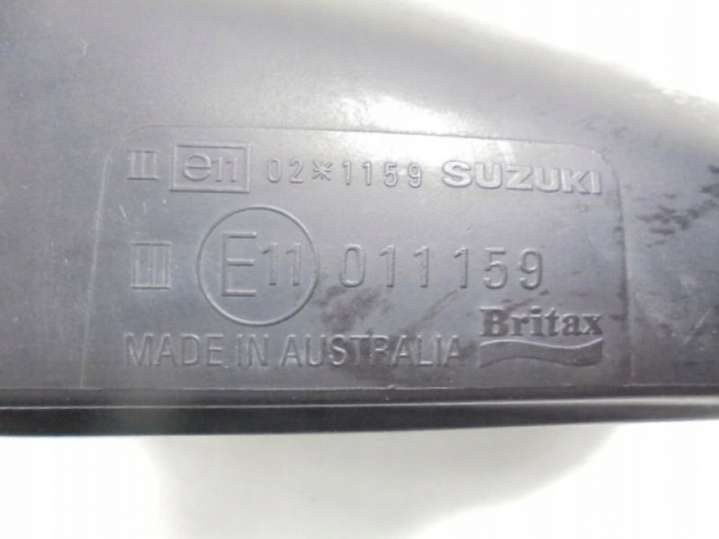 II e11 02*1159 SUZUKI
III E11 011159
MADE IN AUSTRALIA Britax